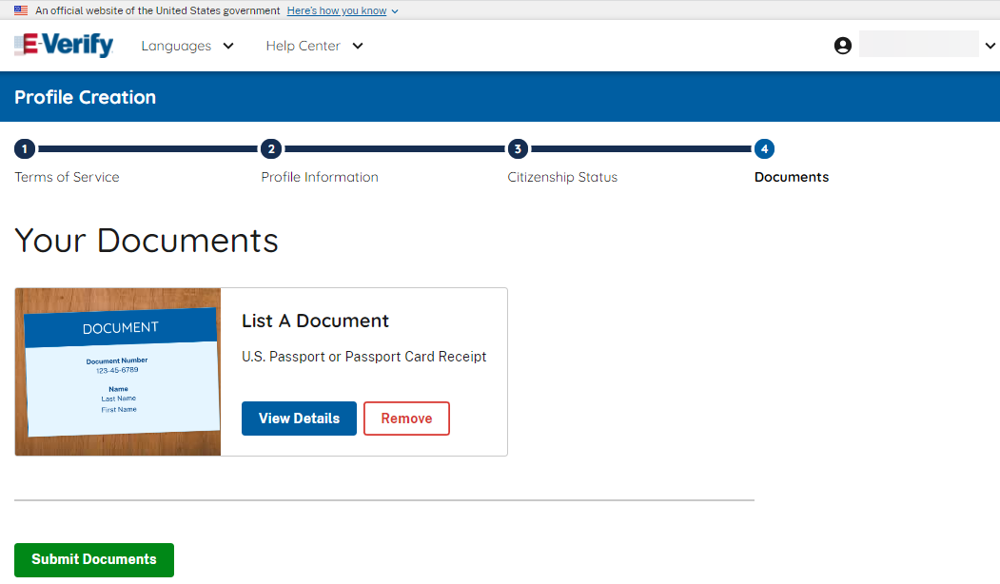 An official website of the United States government Here's how you know
E-Verify Languages Help Center
Profile Creation
1 2 3 4
Terms of Service Profile Information Citizenship Status Documents
Your Documents
DOCUMENT
Document Number
123-45-6789
Name
Last Name
First Name
List A Document
U.S. Passport or Passport Card Receipt
View Details Remove
Submit Documents